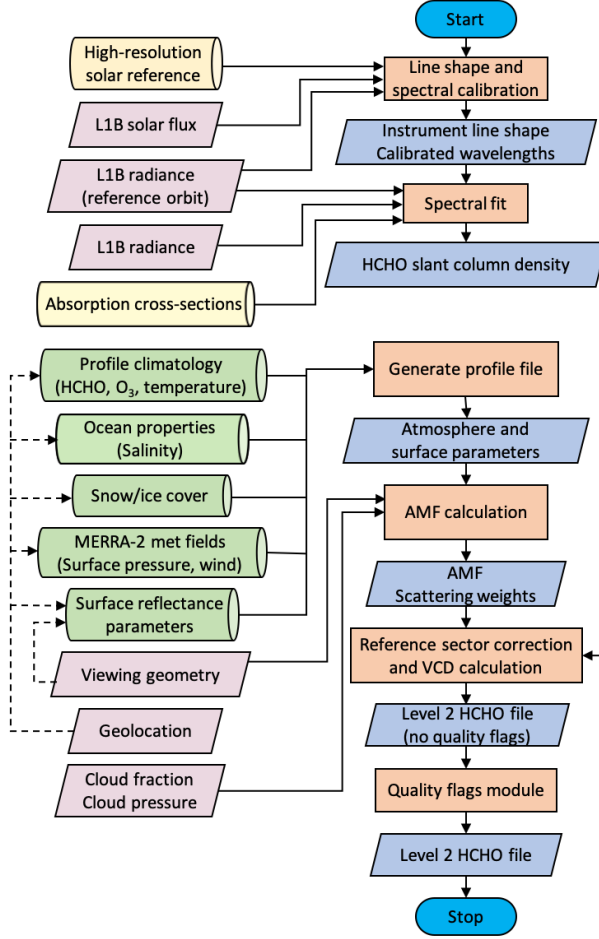 Start
High-resolution
solar reference
Line shape and
spectral calibration
L1B solar flux
Instrument line shape
Calibrated wavelengths
L1B radiance
(reference orbit)
Spectral fit
L1B radiance
HCHO slant column density
Absorption cross-sections
Profile climatology
(HCHO, O₃, temperature)
Generate profile file
Ocean properties
(Salinity)
Atmosphere and
surface parameters
Snow/ice cover
AMF calculation
MERRA-2 met fields
(Surface pressure, wind)
AMF
Scattering weights
Surface reflectance
parameters
Reference sector correction
and VCD calculation
Viewing geometry
Geolocation
Level 2 HCHO file
(no quality flags)
Cloud fraction
Cloud pressure
Quality flags module
Level 2 HCHO file
Stop